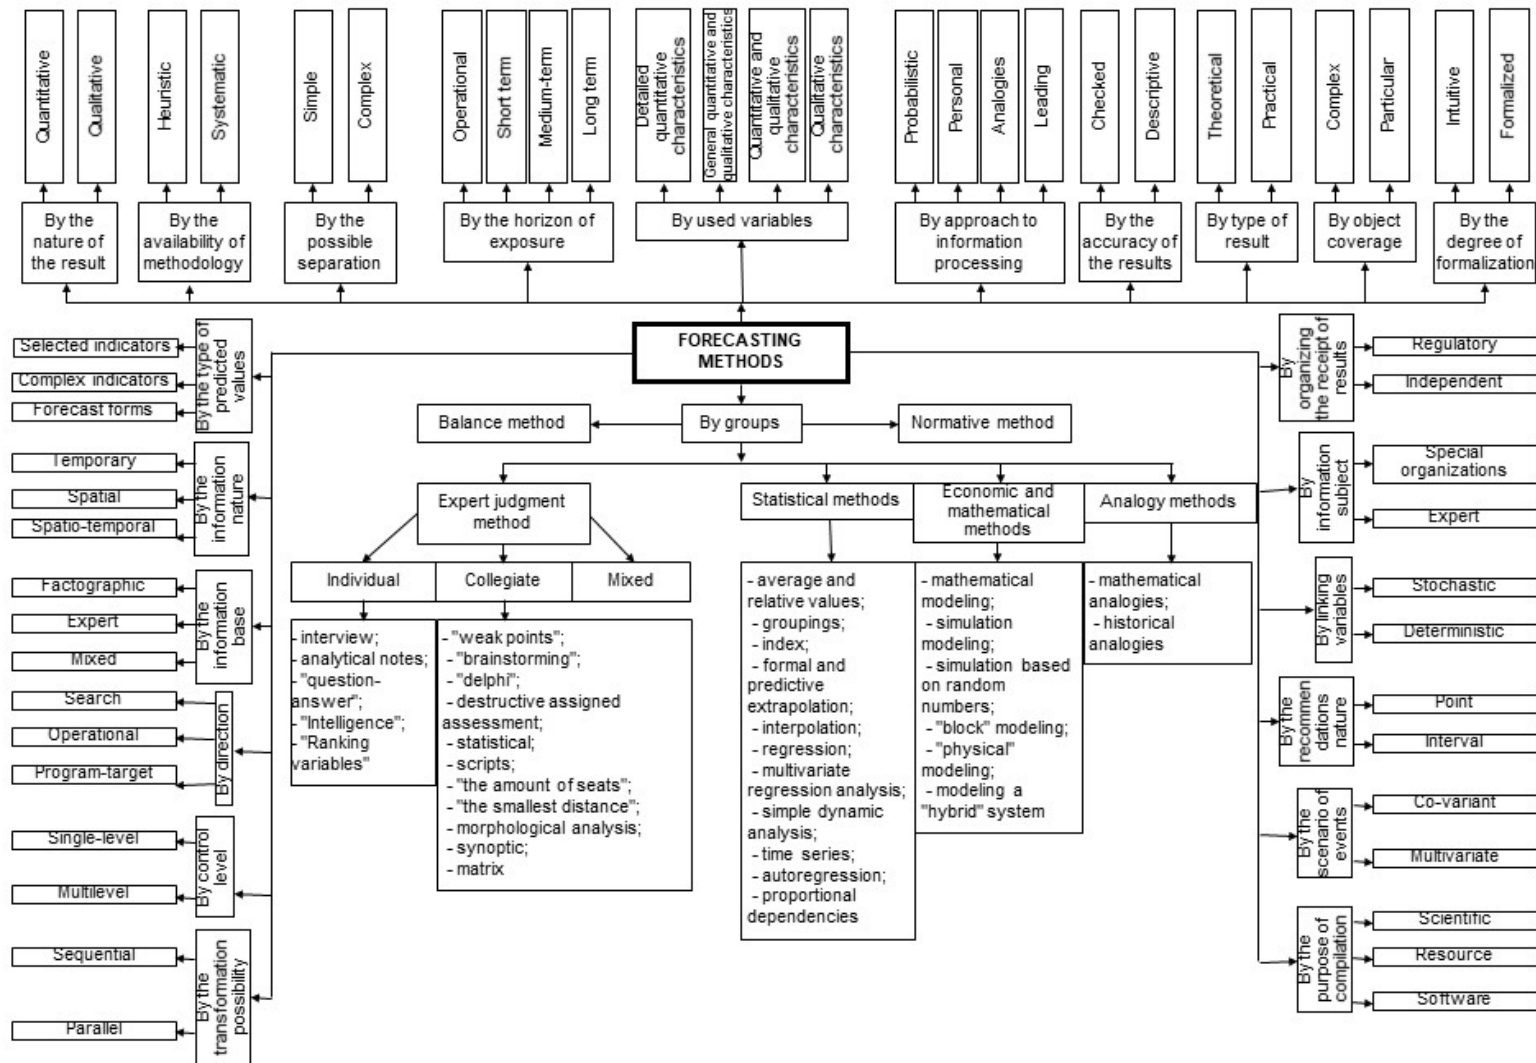 Quantitative
Qualitative
Heuristic
Systematic
Simple
Complex
Operational
Short term
Medium-term
Long term
Detailed
quantitative
characteristics
General quantitative and
qualitative characteristics
Quantitative and
qualitative
characteristics
Qualitative
characteristics
Probabilistic
Personal
Analogies
Leading
Checked
Descriptive
Theoretical
Practical
Complex
Particular
Intuitive
Formalized
By the
nature of
the result
By the
availability of
methodology
By the
possible
separation
By the horizon of
exposure
By used variables
By approach to
information
processing
By the
accuracy of
the results
By type of
result
By object
coverage
By the
degree of
formalization
FORECASTING
METHODS
By the type of
predicted
values
Selected indicators
Complex indicators
Forecast forms
By the
information
nature
Temporary
Spatial
Spatio-temporal
By the
information
base
Factographic
Expert
Mixed
By direction
Search
Operational
Program-target
By control
level
Single-level
Multilevel
By the
transformation
possibility
Sequential
Parallel
Balance method
By groups
Normative method
Expert judgment
method
Statistical methods
Economic and
mathematical
methods
Analogy methods
Individual
Collegiate
Mixed
- interview;
- analytical notes;
- "question-
answer";
- "Intelligence";
- "Ranking
variables"
- "weak points";
- "brainstorming";
- "delphi";
- destructive assigned
assessment;
- statistical;
- scripts;
- "the amount of seats";
- "the smallest distance";
- morphological analysis;
- synoptic;
- matrix
- average and
relative values;
- groupings;
- index;
- formal and
predictive
extrapolation;
- interpolation;
- regression;
- multivariate
regression analysis;
- simple dynamic
analysis;
- time series;
- autoregression;
- proportional
dependencies
- mathematical
modeling;
- simulation
modeling;
- simulation based
on random
numbers;
- "block" modeling;
- "physical"
modeling;
- modeling a
"hybrid" system
- mathematical
analogies;
- historical
analogies
By
organizing
the receipt of
results
Regulatory
Independent
By
information
subject
Special
organizations
Expert
By linking
variables
Stochastic
Deterministic
By the
recommen
dations
nature
Point
Interval
By the
scenario of
events
Co-variant
Multivariate
By the
purpose of
compilation
Scientific
Resource
Software